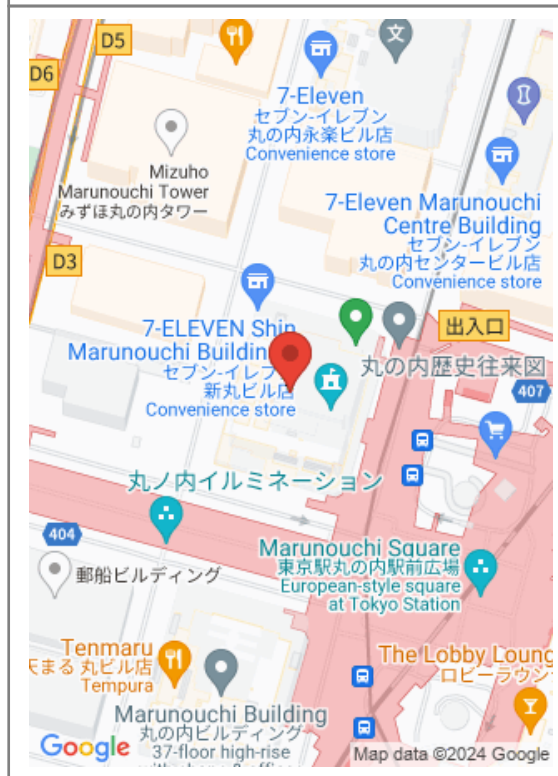 D5
D6
文
7-Eleven
セブン-イレブン
丸の内永楽ビル店
Convenience store
Mizuho
Marunouchi Tower
みずほ丸の内タワー
7-Eleven Marunouchi
Centre Building
セブン-イレブン
丸の内センタービル店
Convenience store
D3
7-ELEVEN Shin
Marunouchi Building
セブン-イレブ
新丸ビル店
Convenience store
出入口
丸の内歴史往来図
407
丸ノ内イルミネーション
404
郵船ビルディング
Marunouchi Square
東京駅丸の内駅前広場
European-style square
at Tokyo Station
Tenmaru
天まる 丸ビル店
Tempura
The Lobby Loung
ロビーラウン
Marunouchi Building
丸の内ビルディング
37-floor high-rise
Google
Map data ©2024 Google